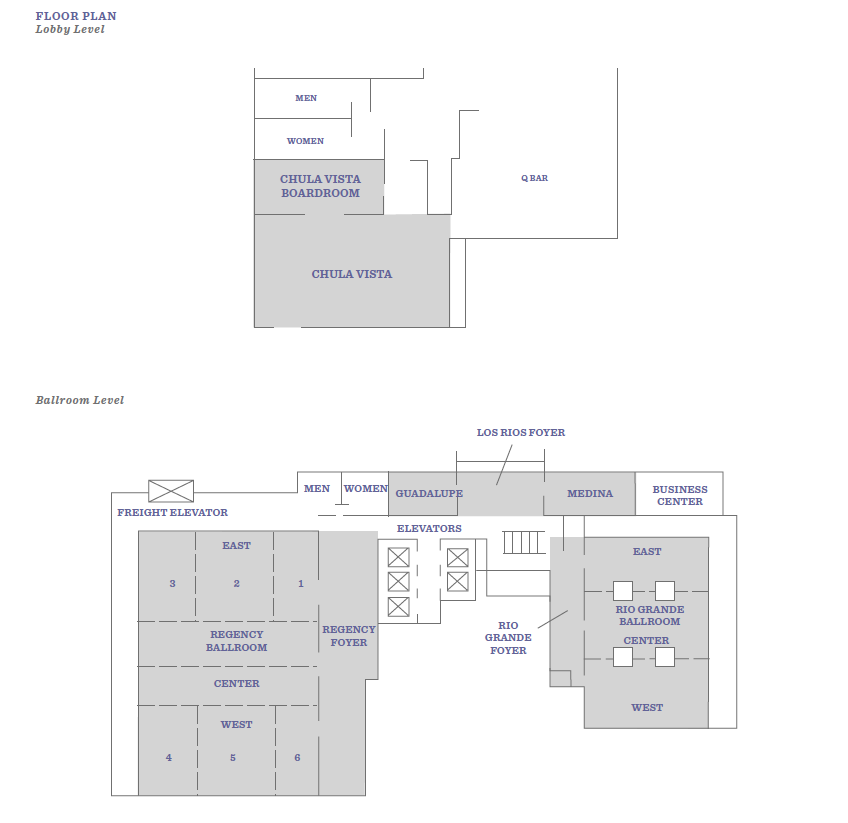 FLOOR PLAN
Lobby Level
MEN
WOMEN
CHULA VISTA
BOARDROOM
Q BAR
CHULA VISTA
Ballroom Level
LOS RIOS FOYER
MEN
WOMEN
GUADALUPE
MEDINA
BUSINESS
CENTER
FREIGHT ELEVATOR
ELEVATORS
EAST
3
2
1
REGENCY
BALLROOM
REGENCY
FOYER
CENTER
WEST
4
5
6
RIO
GRANDE
FOYER
EAST
RIO GRANDE
BALLROOM
CENTER
WEST